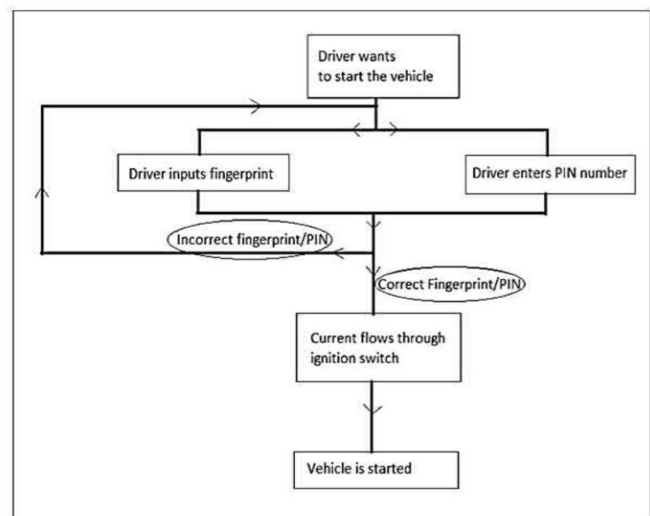 Driver wants
to start the vehicle
Driver inputs fingerprint
Driver enters PIN number
Incorrect fingerprint/PIN
Correct Fingerprint/PIN
Current flows through
ignition switch
Vehicle is started